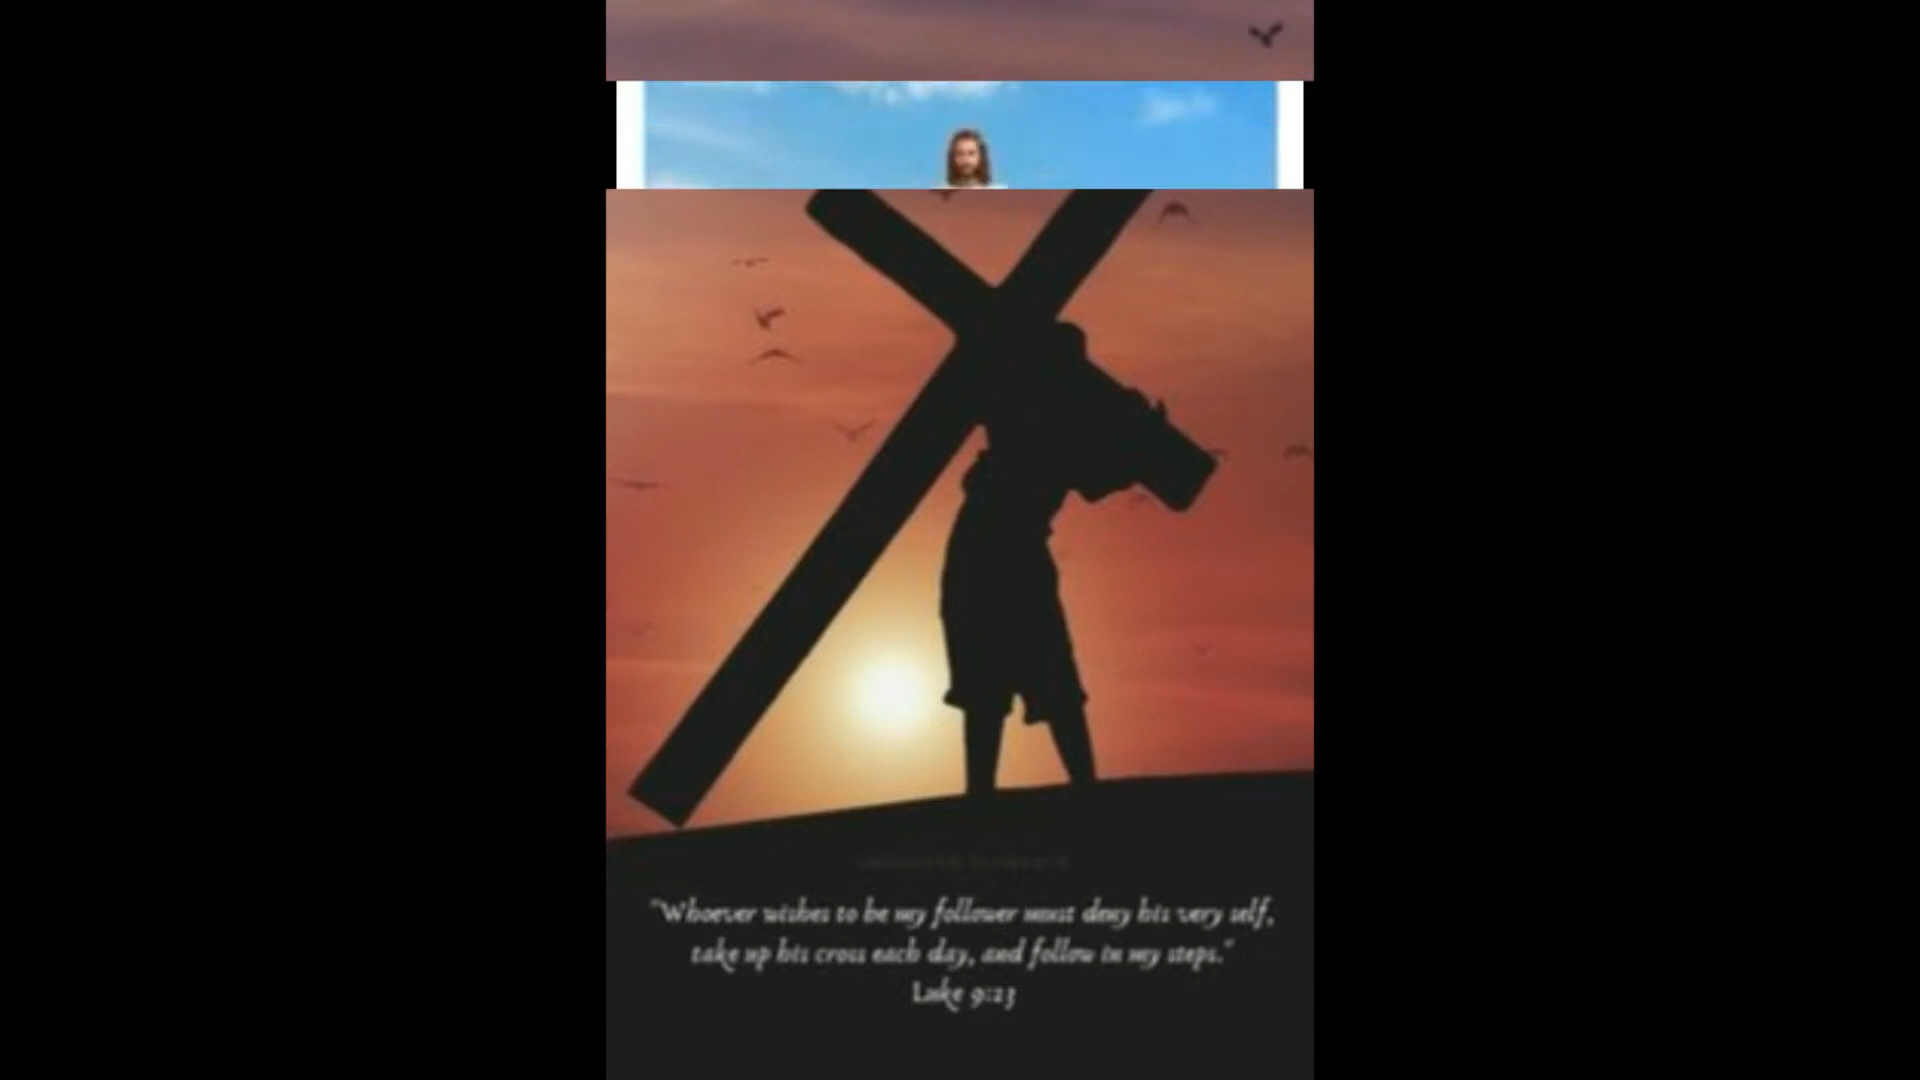 "Whoever wishes to be my follower must deny his very self,
take up his cross each day, and follow in my steps."
Luke 9:23